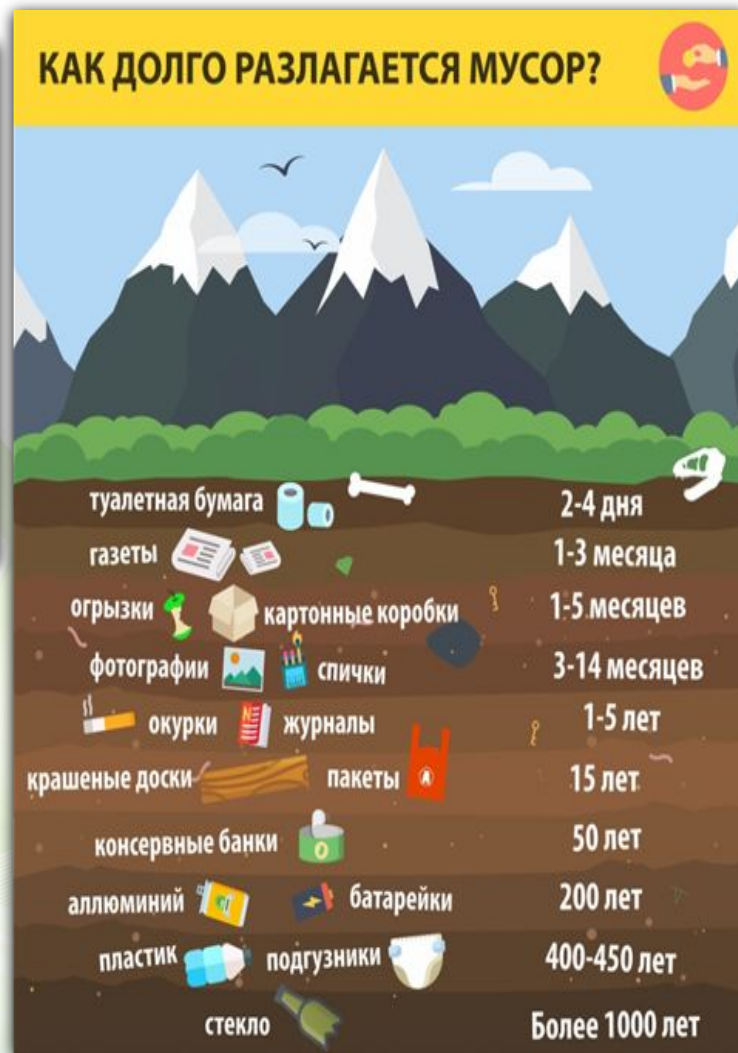 КАК ДОЛГО РАЗЛАГАЕТСЯ МУСОР?
туалетная бумага 2-4 дня
газеты 1-3 месяца
огрызки картонные коробки 1-5 месяцев
фотографии спички 3-14 месяцев
окурки журналы 1-5 лет
крашеные доски пакеты 15 лет
консервные банки 50 лет
аллюминий батарейки 200 лет
пластик подгузники 400-450 лет
стекло Более 1000 лет